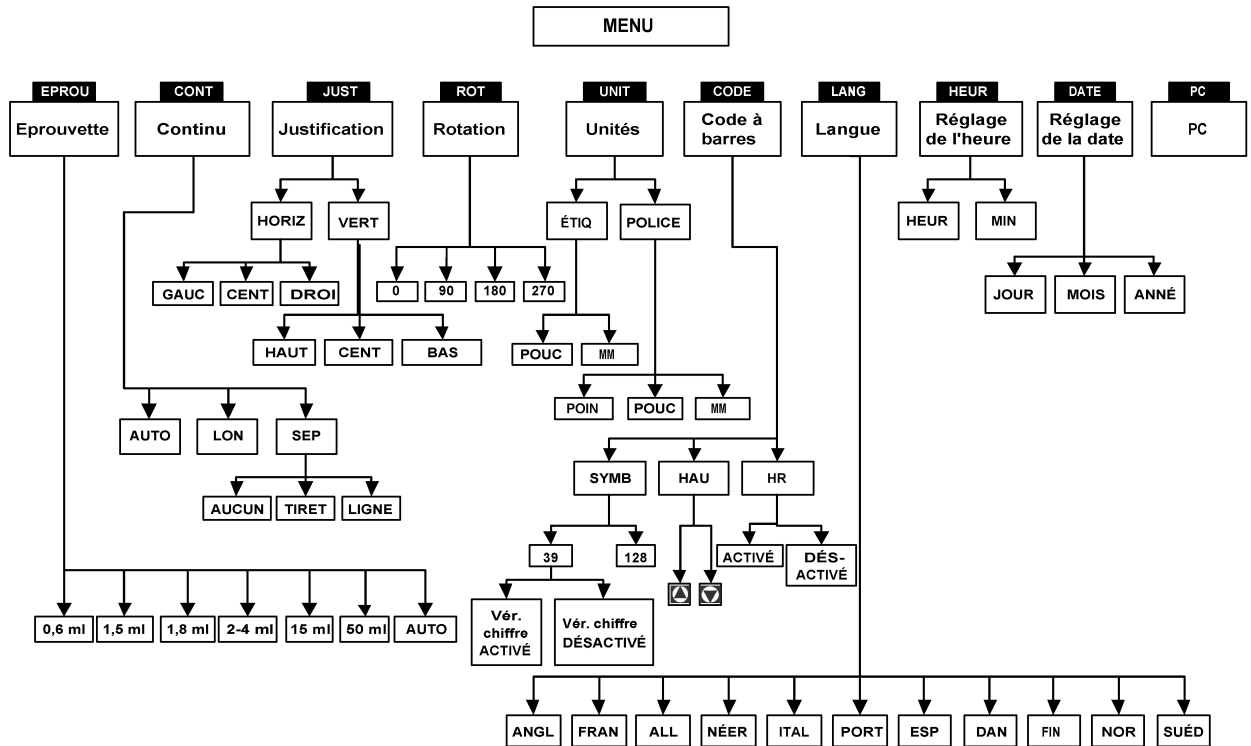 MENU
EPROU
CONT
JUST
ROT
UNIT
CODE
LANG
HEUR
DATE
PC
Eprouvette
Continu
Justification
Rotation
Unités
Code à
barres
Langue
Réglage
de l'heure
Réglage
de la date
PC
HORIZ
VERT
ÉTIQ
POLICE
HEUR
MIN
GAUC
CENT
DROI
0
90
180
270
JOUR
MOIS
ANNÉ
HAUT
CENT
BAS
POUC
MM
POIN
POUC
MM
AUTO
LON
SEP
SYMB
HAU
HR
AUCUN
TIRET
LIGNE
39
128
ACTIVÉ
DÉS-
ACTIVÉ
Vér.
chiffre
ACTIVÉ
Vér. chiffre
DÉSACTIVÉ
0,6 ml
1,5 ml
1,8 ml
2-4 ml
15 ml
50 ml
AUTO
ANGL
FRAN
ALL
NÉER
ITAL
PORT
ESP
DAN
FIN
NOR
SUÉD